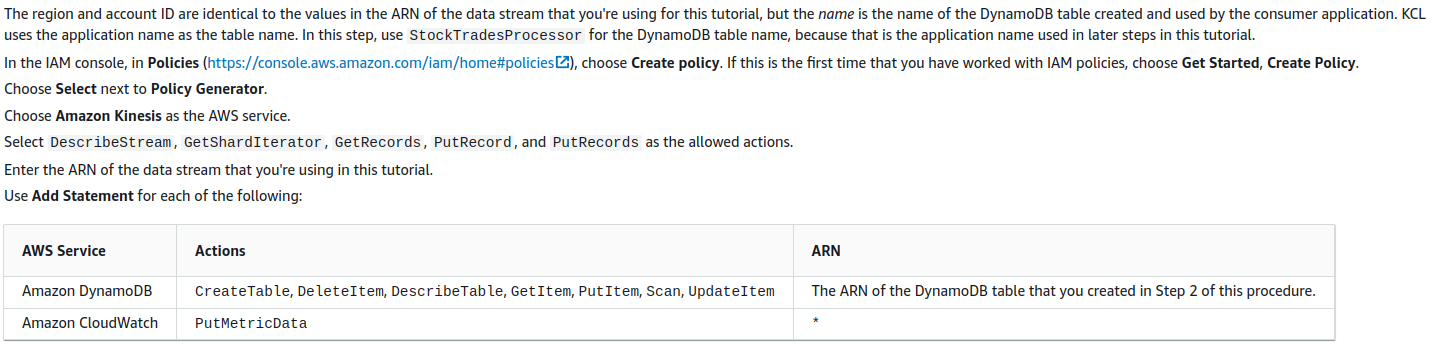 The region and account ID are identical to the values in the ARN of the data stream that you're using for this tutorial, but the name is the name of the DynamoDB table created and used by the consumer application. KCL
uses the application name as the table name. In this step, use StockTradesProcessor for the DynamoDB table name, because that is the application name used in later steps in this tutorial.
In the IAM console, in Policies (https://console.aws.amazon.com/iam/home#policies), choose Create policy. If this is the first time that you have worked with IAM policies, choose Get Started, Create Policy.
Choose Select next to Policy Generator.
Choose Amazon Kinesis as the AWS service.
Select DescribeStream, GetShardIterator, GetRecords, PutRecord, and PutRecords as the allowed actions.
Enter the ARN of the data stream that you're using in this tutorial.
Use Add Statement for each of the following:
AWS Service Actions ARN
Amazon DynamoDB CreateTable, DeleteItem, DescribeTable, GetItem, PutItem, Scan, UpdateItem The ARN of the DynamoDB table that you created in Step 2 of this procedure.
Amazon CloudWatch PutMetricData *